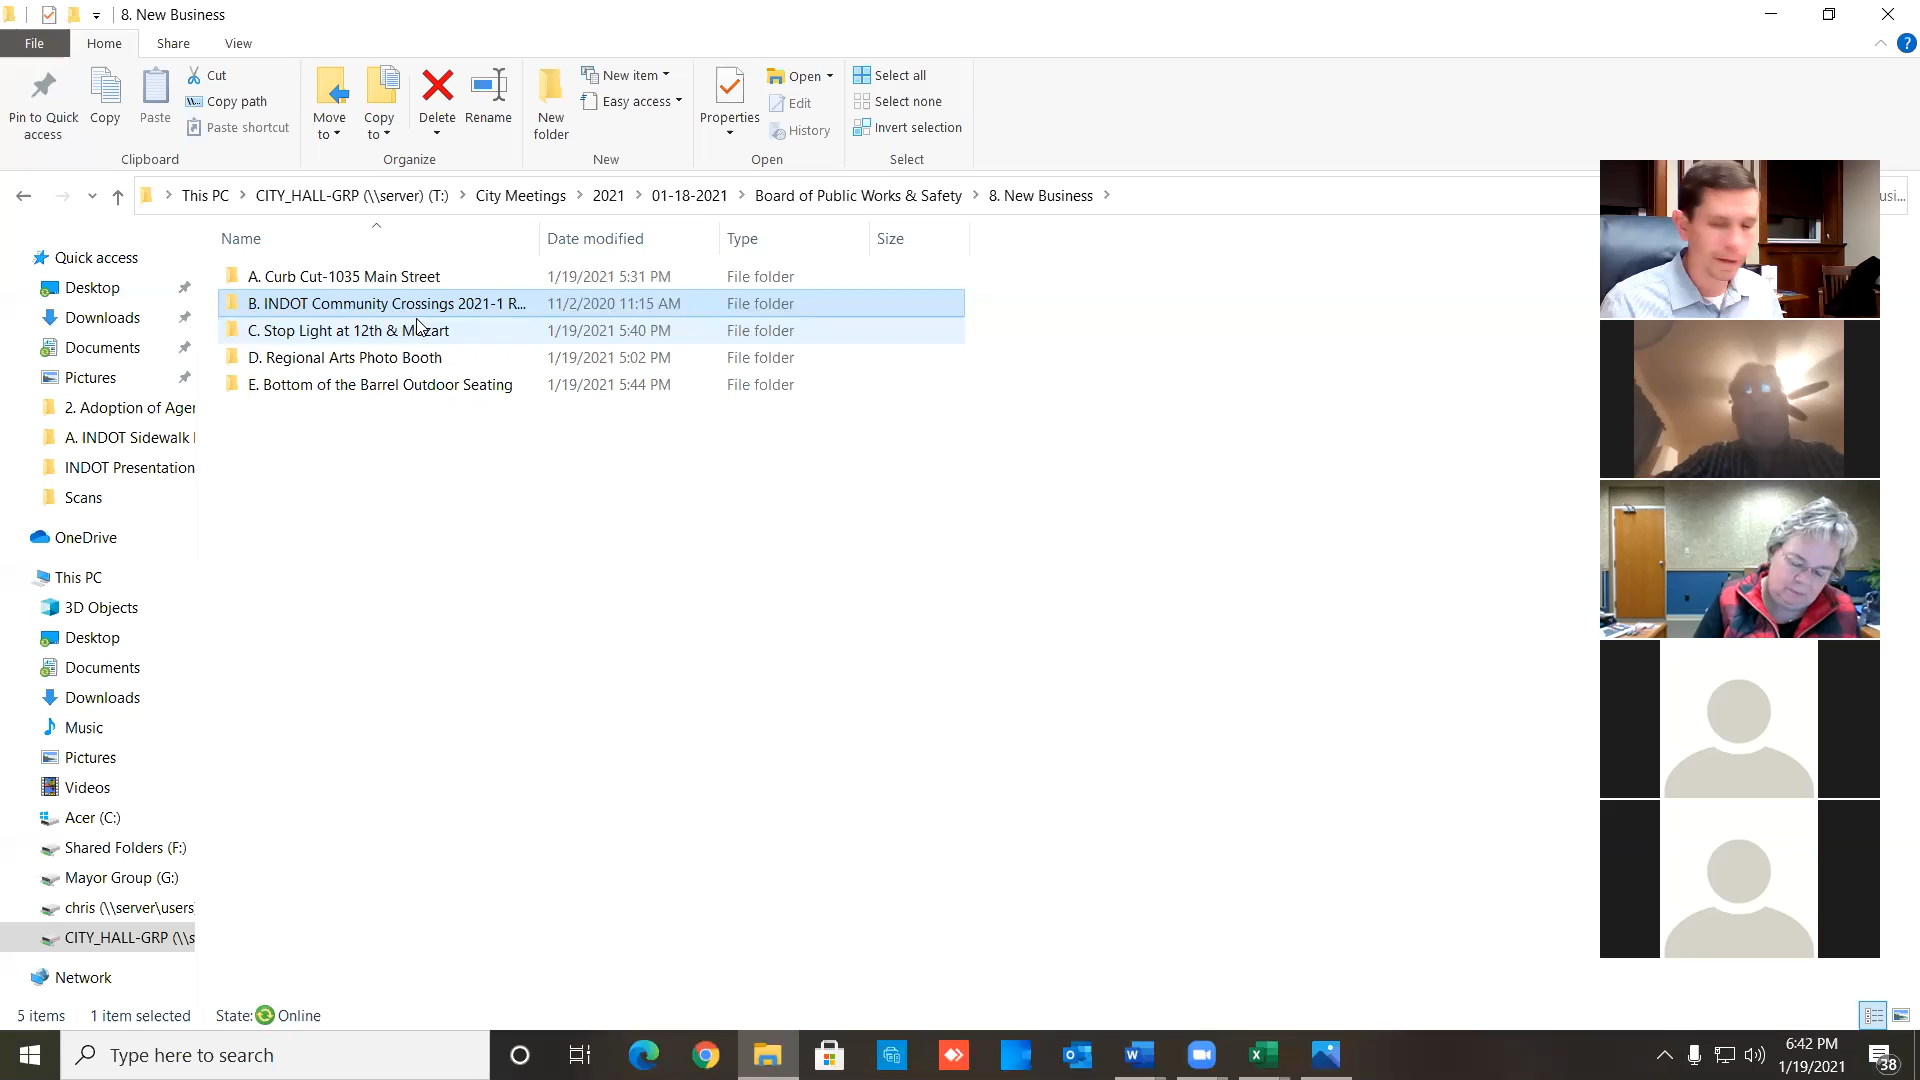 8. New Business
File
Home
Share
View
Pin to Quick access
Copy
Paste
Cut
Copy path
Paste shortcut
Clipboard
Move to
Copy to
Delete
Rename
Organize
New folder
New item
Easy access
New
Properties
Open
Edit
History
Open
Select all
Select none
Invert selection
Select
This PC
CITY_HALL-GRP (\\server) (T:)
City Meetings
2021
01-18-2021
Board of Public Works & Safety
8. New Business
usi...
Name
Date modified
Type
Size
A. Curb Cut-1035 Main Street 1/19/2021 5:31 PM File folder
B. INDOT Community Crossings 2021-1 R... 11/2/2020 11:15 AM File folder
C. Stop Light at 12th & Mozart 1/19/2021 5:40 PM File folder
D. Regional Arts Photo Booth 1/19/2021 5:02 PM File folder
E. Bottom of the Barrel Outdoor Seating 1/19/2021 5:44 PM File folder
Quick access
Desktop
Downloads
Documents
Pictures
2. Adoption of Agen
A. INDOT Sidewalk
INDOT Presentation
Scans
OneDrive
This PC
3D Objects
Desktop
Documents
Downloads
Music
Pictures
Videos
Acer (C:)
Shared Folders (F:)
Mayor Group (G:)
chris (\\server\users
CITY_HALL-GRP (\\s
Network
5 items
1 item selected
State: Online
Type here to search
6:42 PM
1/19/2021
38